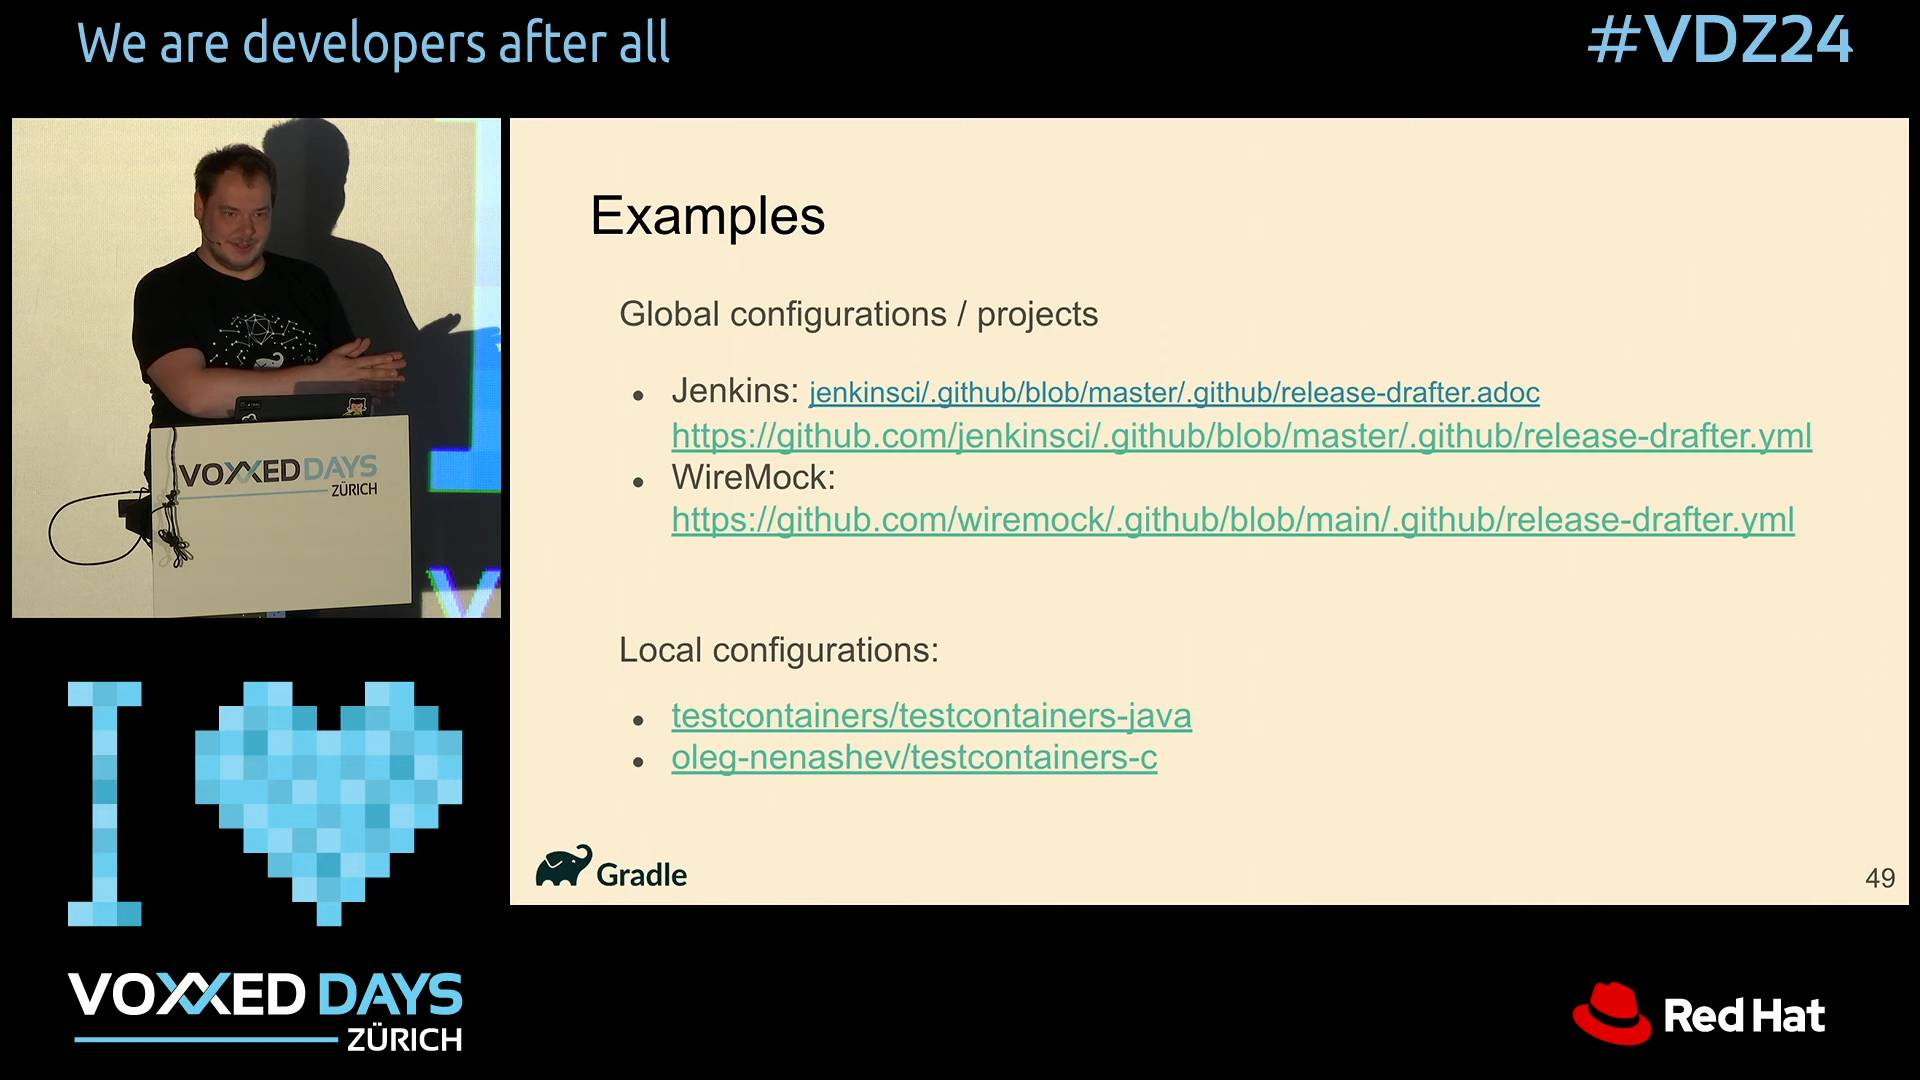 We are developers after all
#VDZ24
VOXXED DAYS
ZÜRICH
Examples
Global configurations / projects
Jenkins: jenkinsci/.github/blob/master/.github/release-drafter.adoc
https://github.com/jenkinsci/.github/blob/master/.github/release-drafter.yml
WireMock:
https://github.com/wiremock/.github/blob/main/.github/release-drafter.yml
Local configurations:
testcontainers/testcontainers-java
oleg-nenashev/testcontainers-c
Gradle
49
I
VOXXED DAYS
ZÜRICH
Red Hat